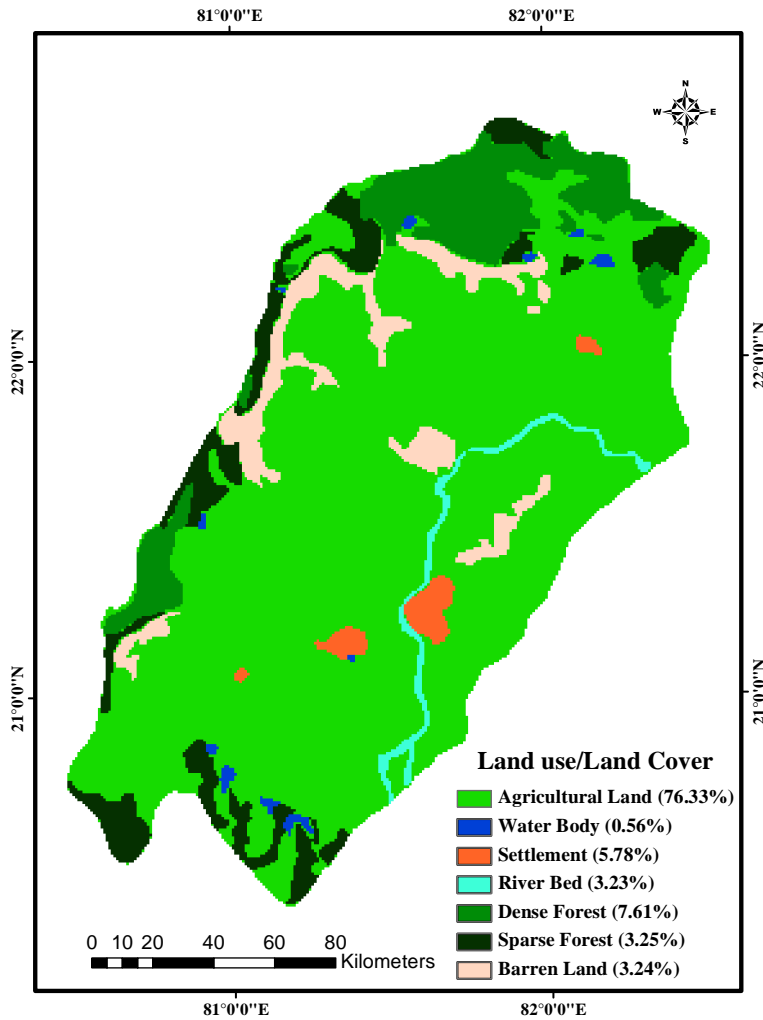 81°0'0"E 82°0'0"E
N
W E
S
22°0'0"N 22°0'0"N
21°0'0"N 21°0'0"N
Land use/Land Cover
Agricultural Land (76.33%)
Water Body (0.56%)
Settlement (5.78%)
River Bed (3.23%)
Dense Forest (7.61%)
Sparse Forest (3.25%)
Barren Land (3.24%)
0 10 20 40 60 80
Kilometers
81°0'0"E 82°0'0"E